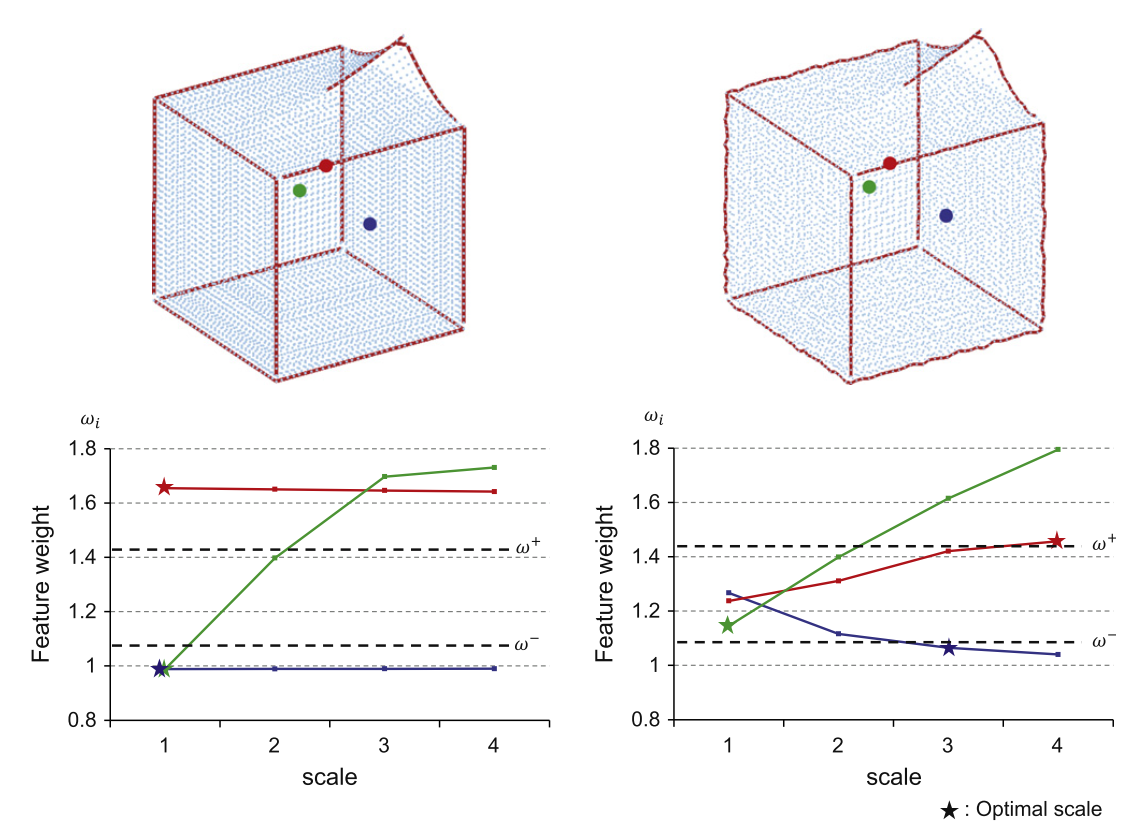 ωᵢ
1.8
1.6
1.4
1.2
1
0.8
Feature weight
ω⁺
ω⁻
1 2 3 4
scale
ωᵢ
1.8
1.6
1.4
1.2
1
0.8
Feature weight
ω⁺
ω⁻
1 2 3 4
scale
★ : Optimal scale